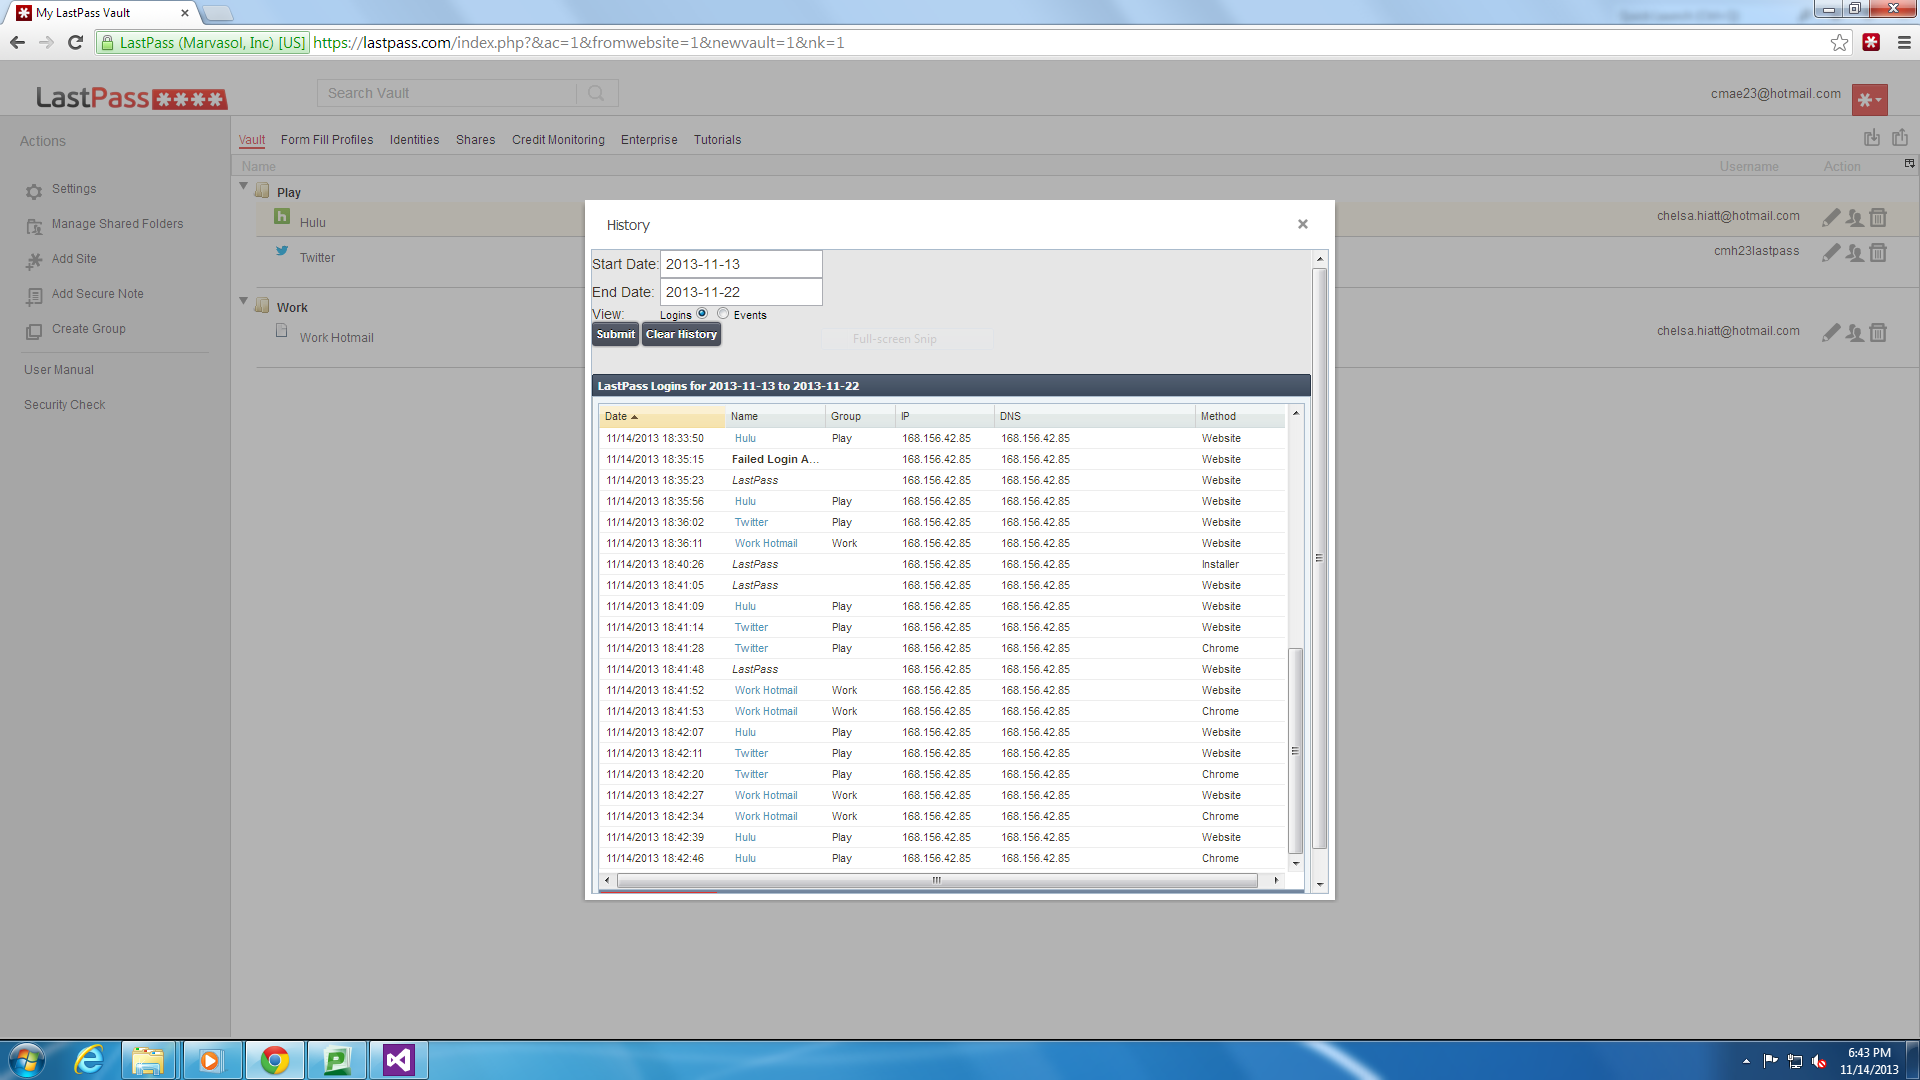 My LastPass Vault
LastPass (Marvasol, Inc) [US] https://lastpass.com/index.php?&ac=1&fromwebsite=1&newvault=1&nk=1
LastPass ****
Search Vault
cmae23@hotmail.com
Actions
Settings
Manage Shared Folders
Add Site
Add Secure Note
Create Group
User Manual
Security Check
Vault Form Fill Profiles Identities Shares Credit Monitoring Enterprise Tutorials
Name Username Action
Play
Hulu chelsa.hiatt@hotmail.com
Twitter cmh23lastpass
Work
Work Hotmail chelsa.hiatt@hotmail.com
History
Start Date: 2013-11-13
End Date: 2013-11-22
View: Logins Events
Submit Clear History
Full-screen Snip
LastPass Logins for 2013-11-13 to 2013-11-22
Date Name Group IP DNS Method
11/14/2013 18:33:50 Hulu Play 168.156.42.85 168.156.42.85 Website
11/14/2013 18:35:15 Failed Login A... 168.156.42.85 168.156.42.85 Website
11/14/2013 18:35:23 LastPass 168.156.42.85 168.156.42.85 Website
11/14/2013 18:35:56 Hulu Play 168.156.42.85 168.156.42.85 Website
11/14/2013 18:36:02 Twitter Play 168.156.42.85 168.156.42.85 Website
11/14/2013 18:36:11 Work Hotmail Work 168.156.42.85 168.156.42.85 Website
11/14/2013 18:40:26 LastPass 168.156.42.85 168.156.42.85 Installer
11/14/2013 18:41:05 LastPass 168.156.42.85 168.156.42.85 Website
11/14/2013 18:41:09 Hulu Play 168.156.42.85 168.156.42.85 Website
11/14/2013 18:41:14 Twitter Play 168.156.42.85 168.156.42.85 Website
11/14/2013 18:41:28 Twitter Play 168.156.42.85 168.156.42.85 Chrome
11/14/2013 18:41:48 LastPass 168.156.42.85 168.156.42.85 Website
11/14/2013 18:41:52 Work Hotmail Work 168.156.42.85 168.156.42.85 Website
11/14/2013 18:41:53 Work Hotmail Work 168.156.42.85 168.156.42.85 Chrome
11/14/2013 18:42:07 Hulu Play 168.156.42.85 168.156.42.85 Website
11/14/2013 18:42:11 Twitter Play 168.156.42.85 168.156.42.85 Website
11/14/2013 18:42:20 Twitter Play 168.156.42.85 168.156.42.85 Chrome
11/14/2013 18:42:27 Work Hotmail Work 168.156.42.85 168.156.42.85 Website
11/14/2013 18:42:34 Work Hotmail Work 168.156.42.85 168.156.42.85 Chrome
11/14/2013 18:42:39 Hulu Play 168.156.42.85 168.156.42.85 Website
11/14/2013 18:42:46 Hulu Play 168.156.42.85 168.156.42.85 Chrome
6:43 PM
11/14/2013